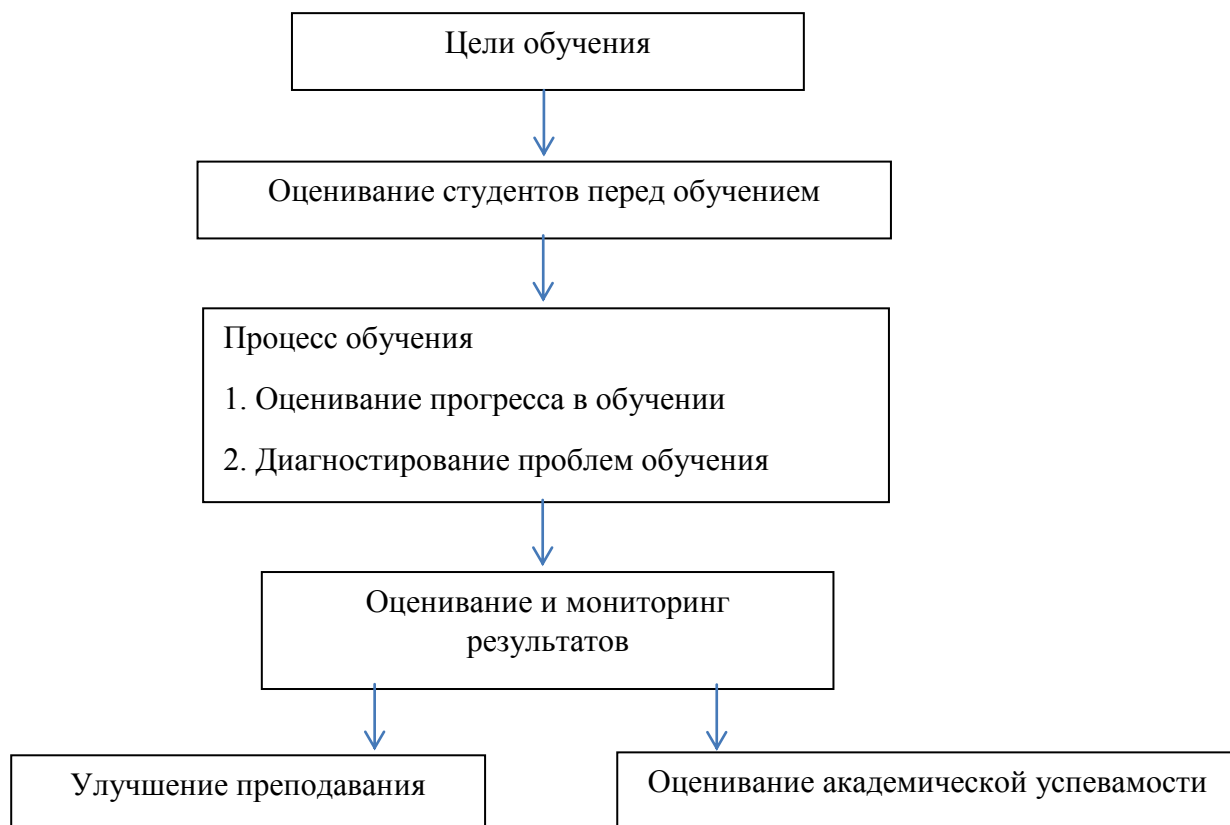 Цели обучения
Оценивание студентов перед обучением
Процесс обучения
1. Оценивание прогресса в обучении
2. Диагностирование проблем обучения
Оценивание и мониторинг
результатов
Улучшение преподавания
Оценивание академической успевамости